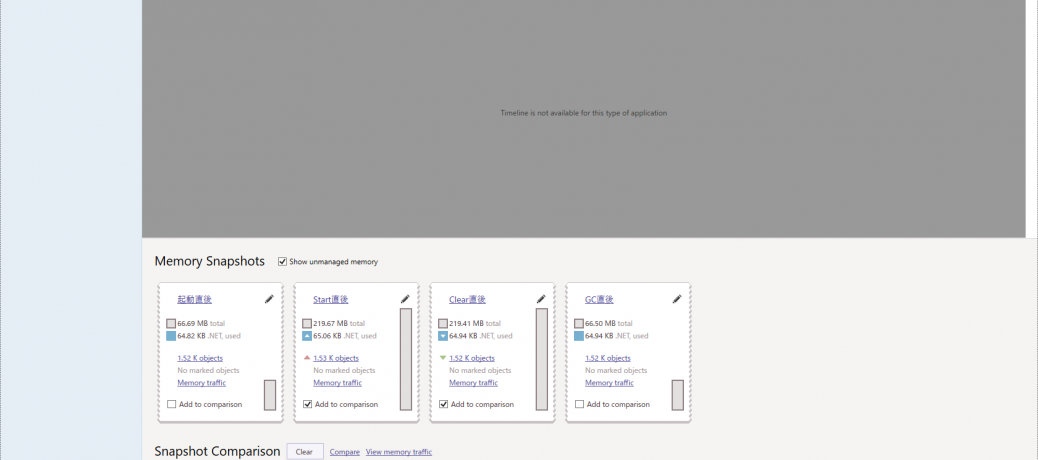 Timeline is not available for this type of application
Memory Snapshots
Show unmanaged memory
起動直後
66.69 MB total
64.82 KB .NET, used
1.52 K objects
No marked objects
Memory traffic
Add to comparison
Start直後
219.67 MB total
65.06 KB .NET, used
1.53 K objects
No marked objects
Memory traffic
Add to comparison
Clear直後
219.41 MB total
64.94 KB .NET, used
1.52 K objects
No marked objects
Memory traffic
Add to comparison
GC直後
66.50 MB total
64.94 KB .NET, used
1.52 K objects
No marked objects
Memory traffic
Add to comparison
Snapshot Comparison
Clear
Compare
View memory traffic